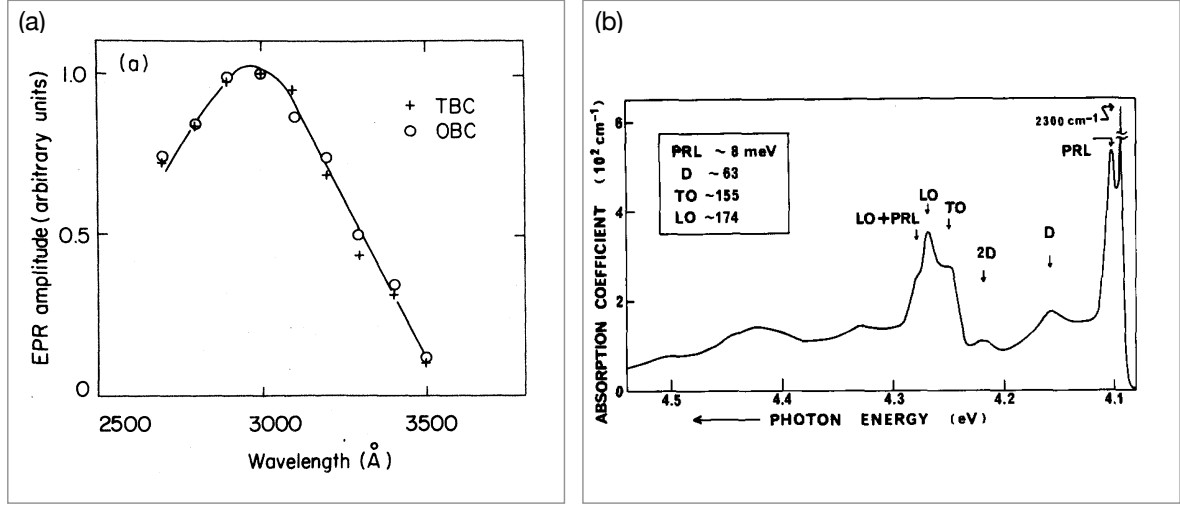 (a)
(a)
EPR amplitude (arbitrary units)
1.0
0.5
0
+ TBC
O OBC
2500 3000 3500
Wavelength (Å)
(b)
ABSORPTION COEFFICIENT (10² cm⁻¹)
6
4
2
0
PRL ~ 8 meV
D ~ 63
TO ~155
LO ~174
2300 cm⁻¹
PRL
LO
TO
LO+PRL
2D
D
4.5 4.4 4.3 4.2 4.1
PHOTON ENERGY (eV)